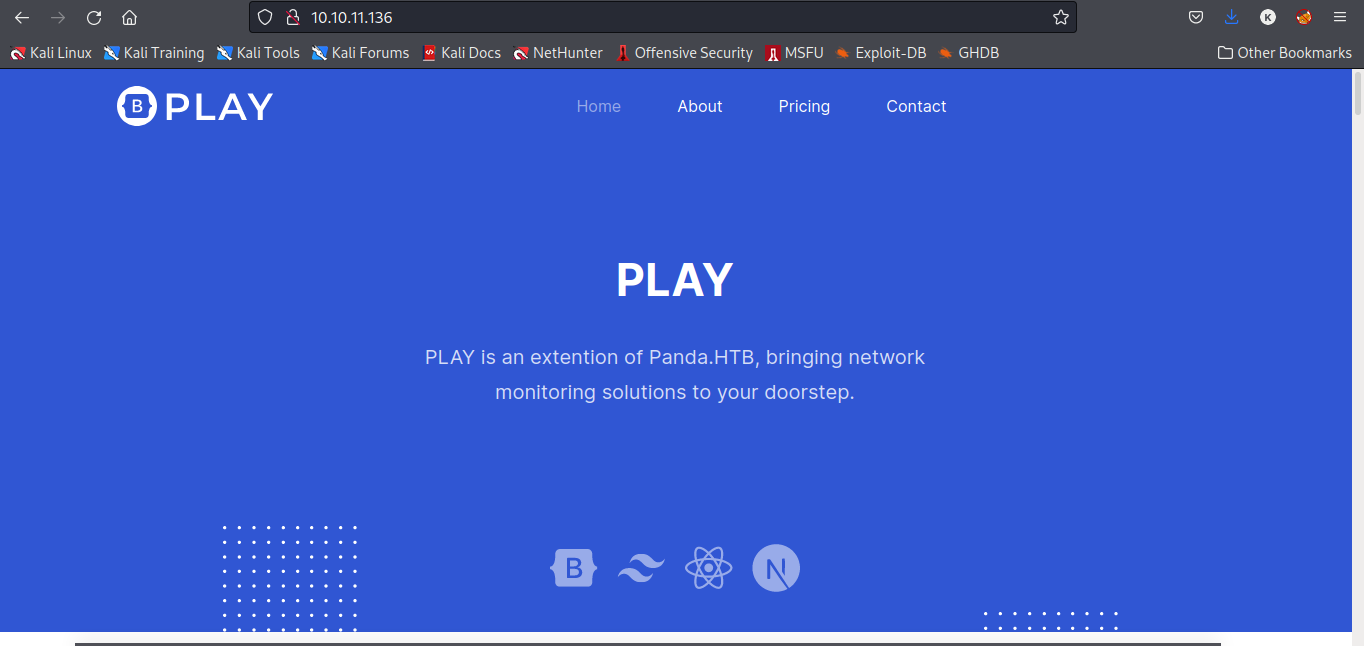 10.10.11.136
K
Kali Linux Kali Training Kali Tools Kali Forums Kali Docs NetHunter Offensive Security MSFU Exploit-DB GHDB Other Bookmarks
B PLAY Home About Pricing Contact
PLAY
PLAY is an extention of Panda.HTB, bringing network
monitoring solutions to your doorstep.
B N